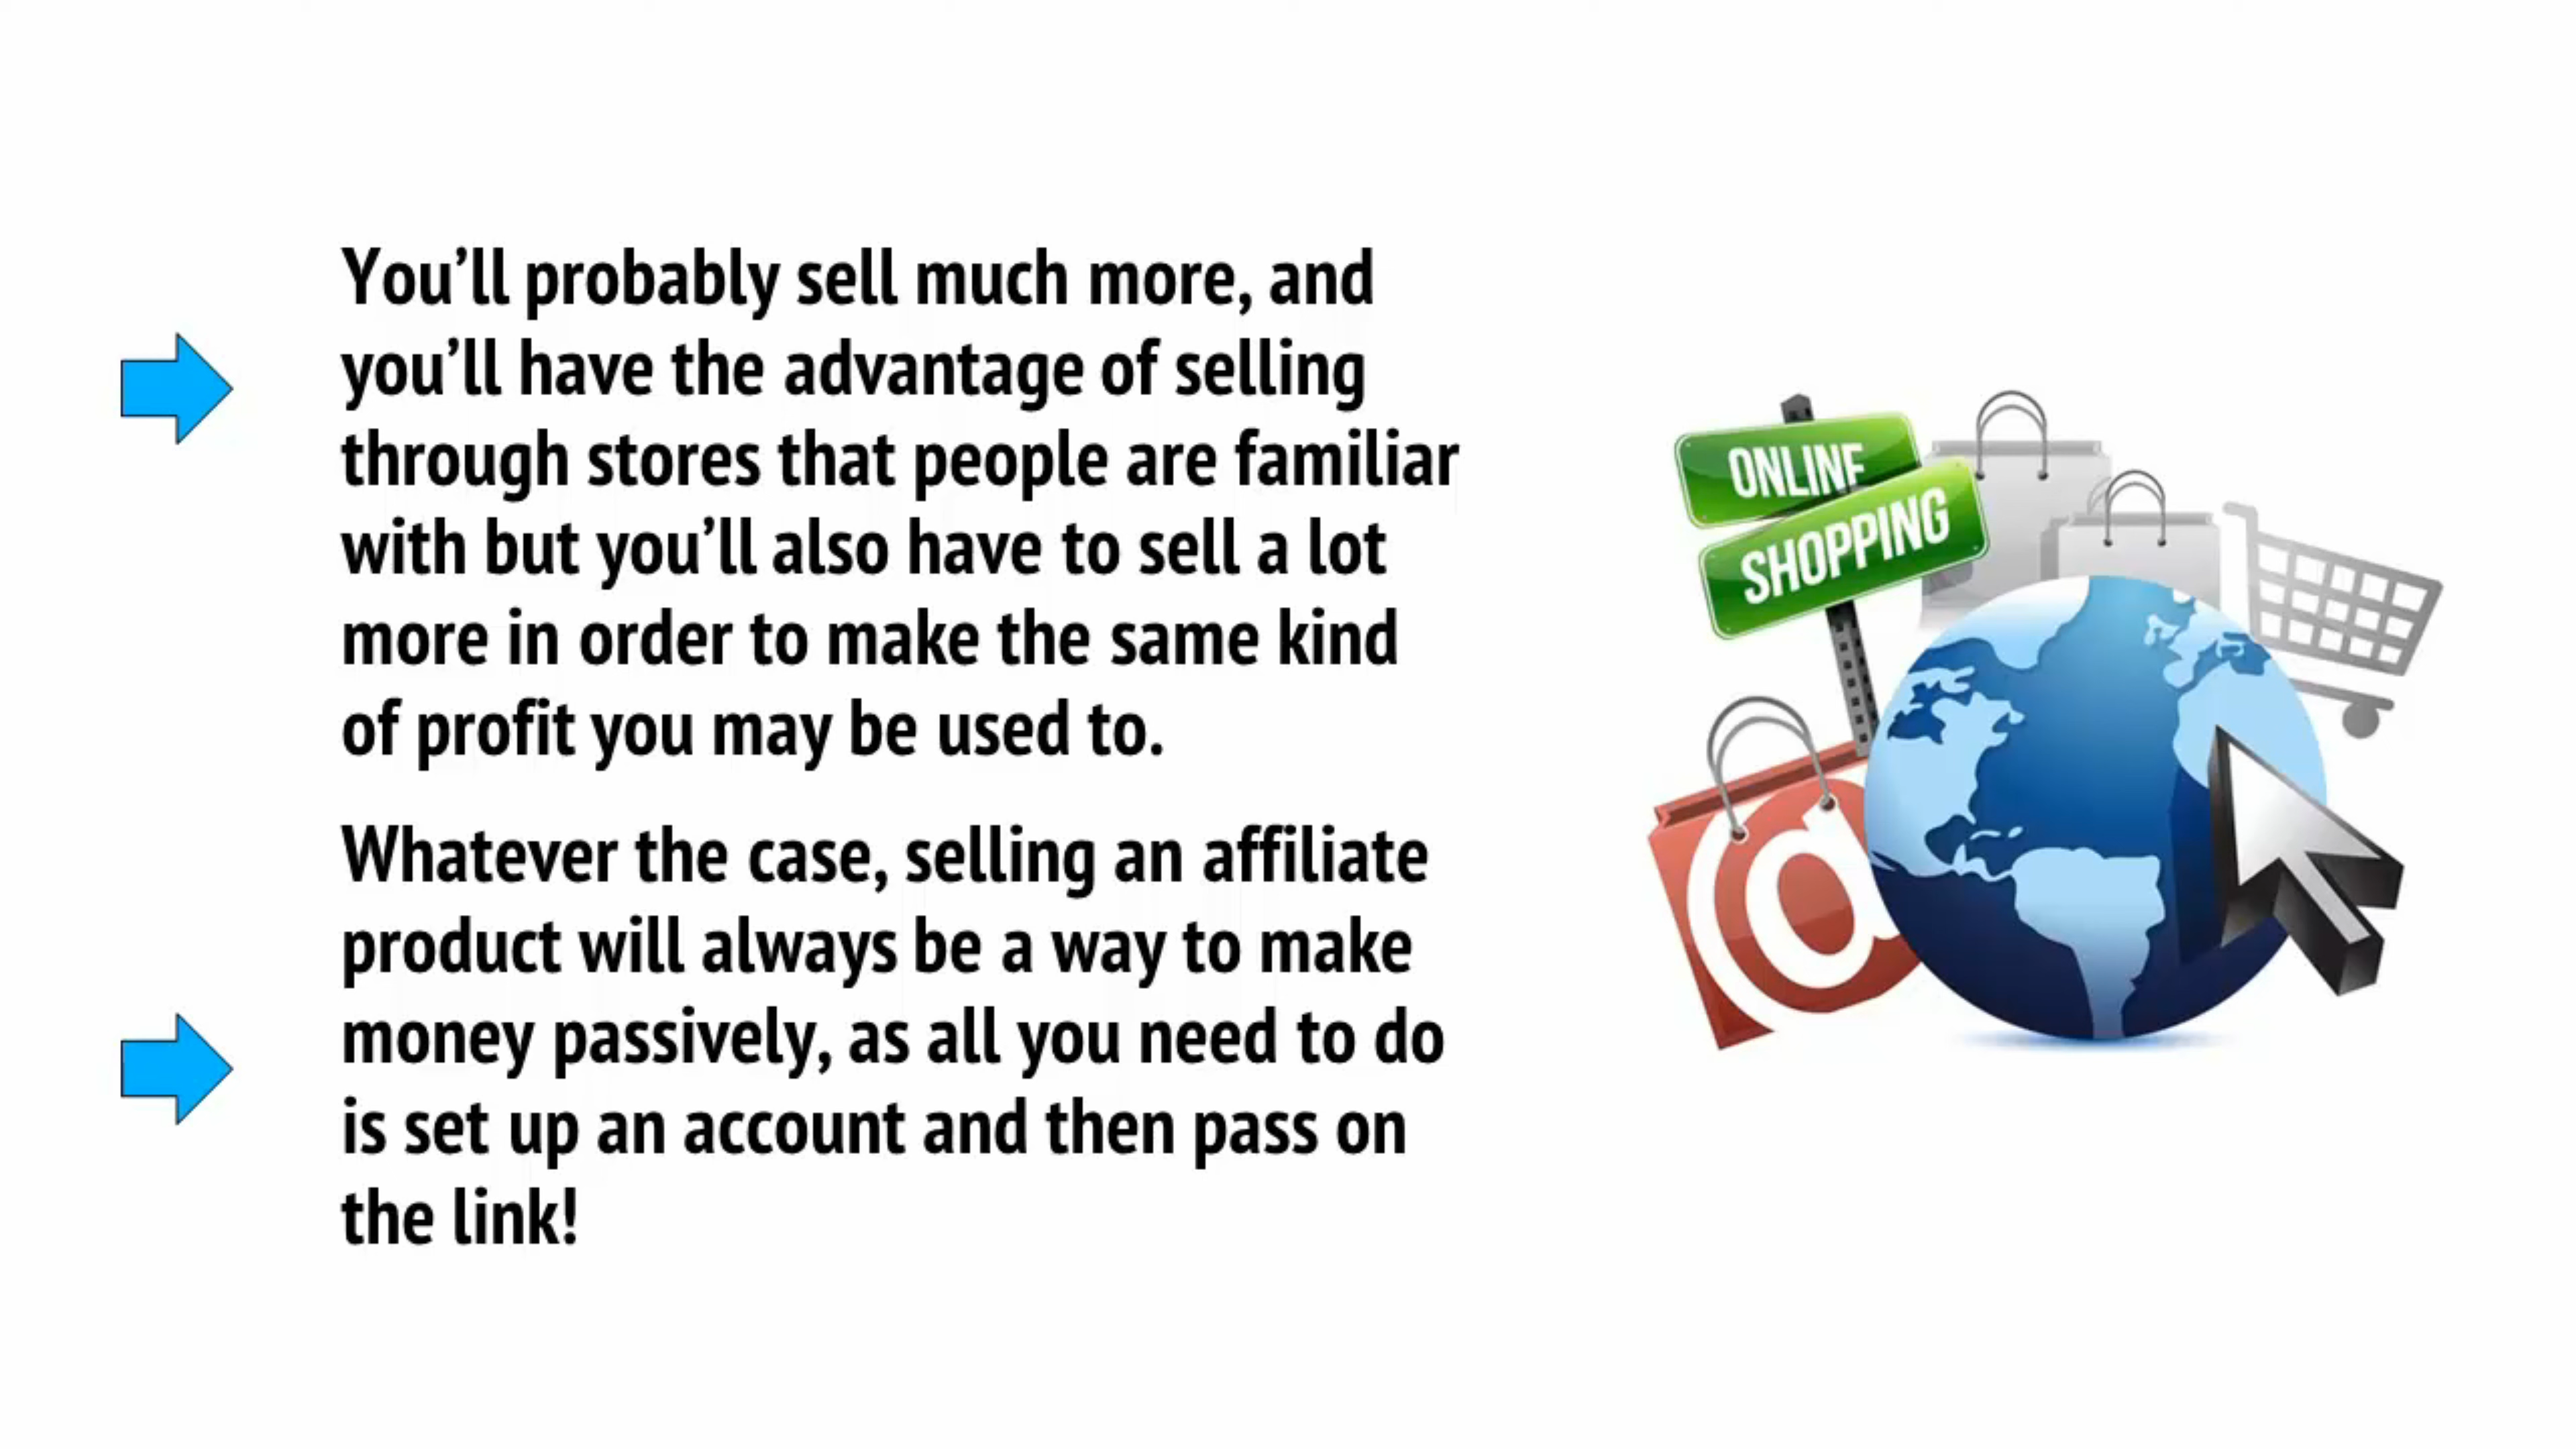 You’ll probably sell much more, and
you’ll have the advantage of selling
through stores that people are familiar
with but you’ll also have to sell a lot
more in order to make the same kind
of profit you may be used to.
Whatever the case, selling an affiliate
product will always be a way to make
money passively, as all you need to do
is set up an account and then pass on
the link!
ONLINE
SHOPPING
@